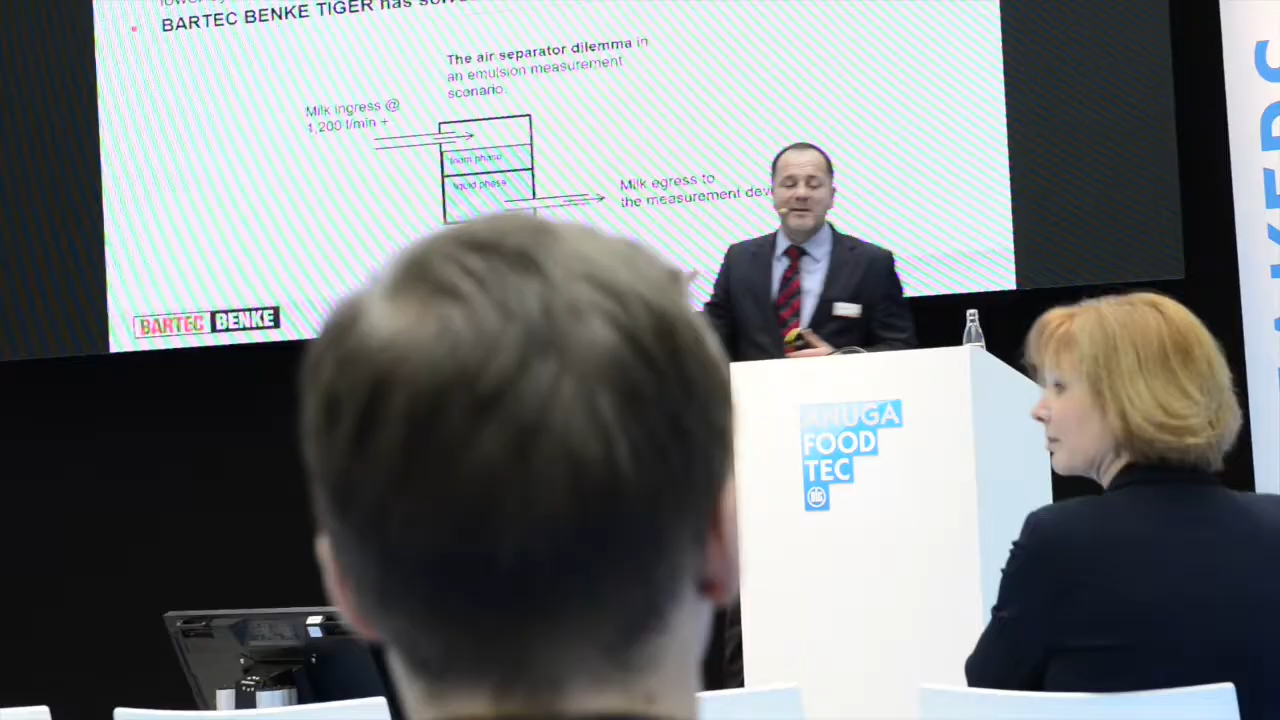 BARTEC BENKE TIGER has
The air separator dilemma in
an emulsion measurement
scenario.
Milk ingress @
1,200 l/min +
foam phase
liquid phase
Milk egress to
the measurement
BARTEC BENKE
ANUGA
FOOD
TEC
DLG